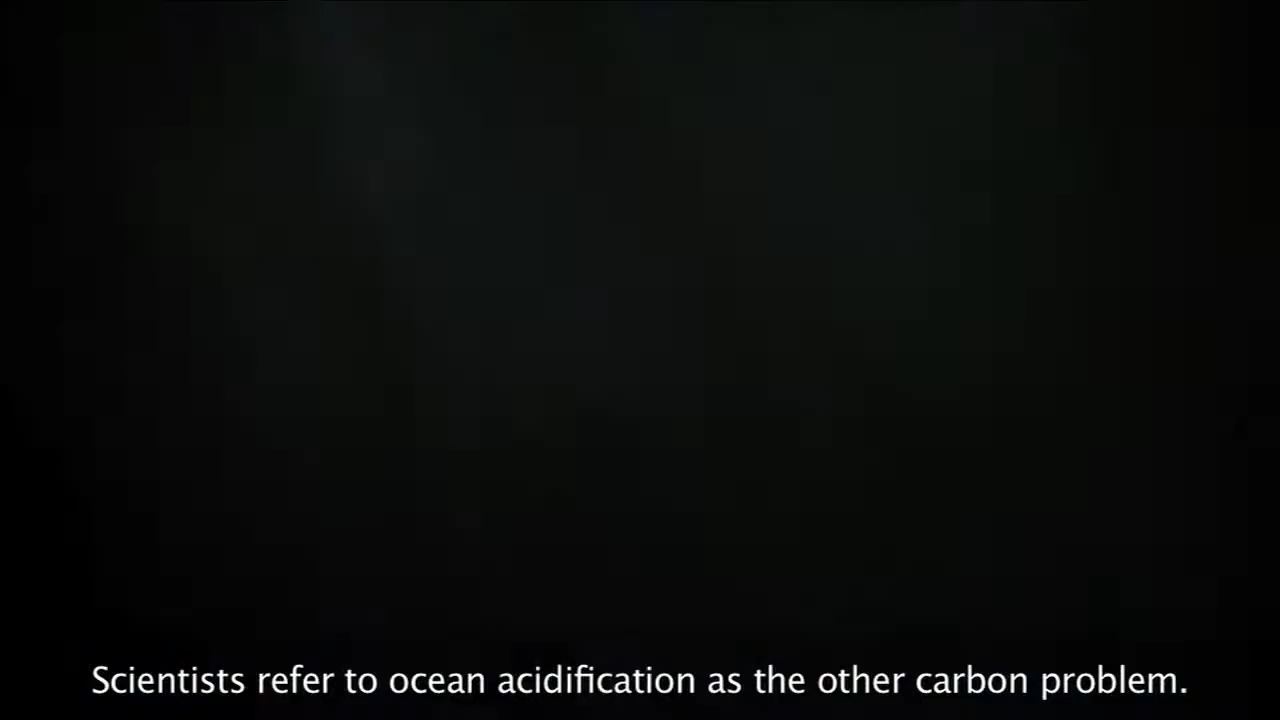 Scientists refer to ocean acidification as the other carbon problem.